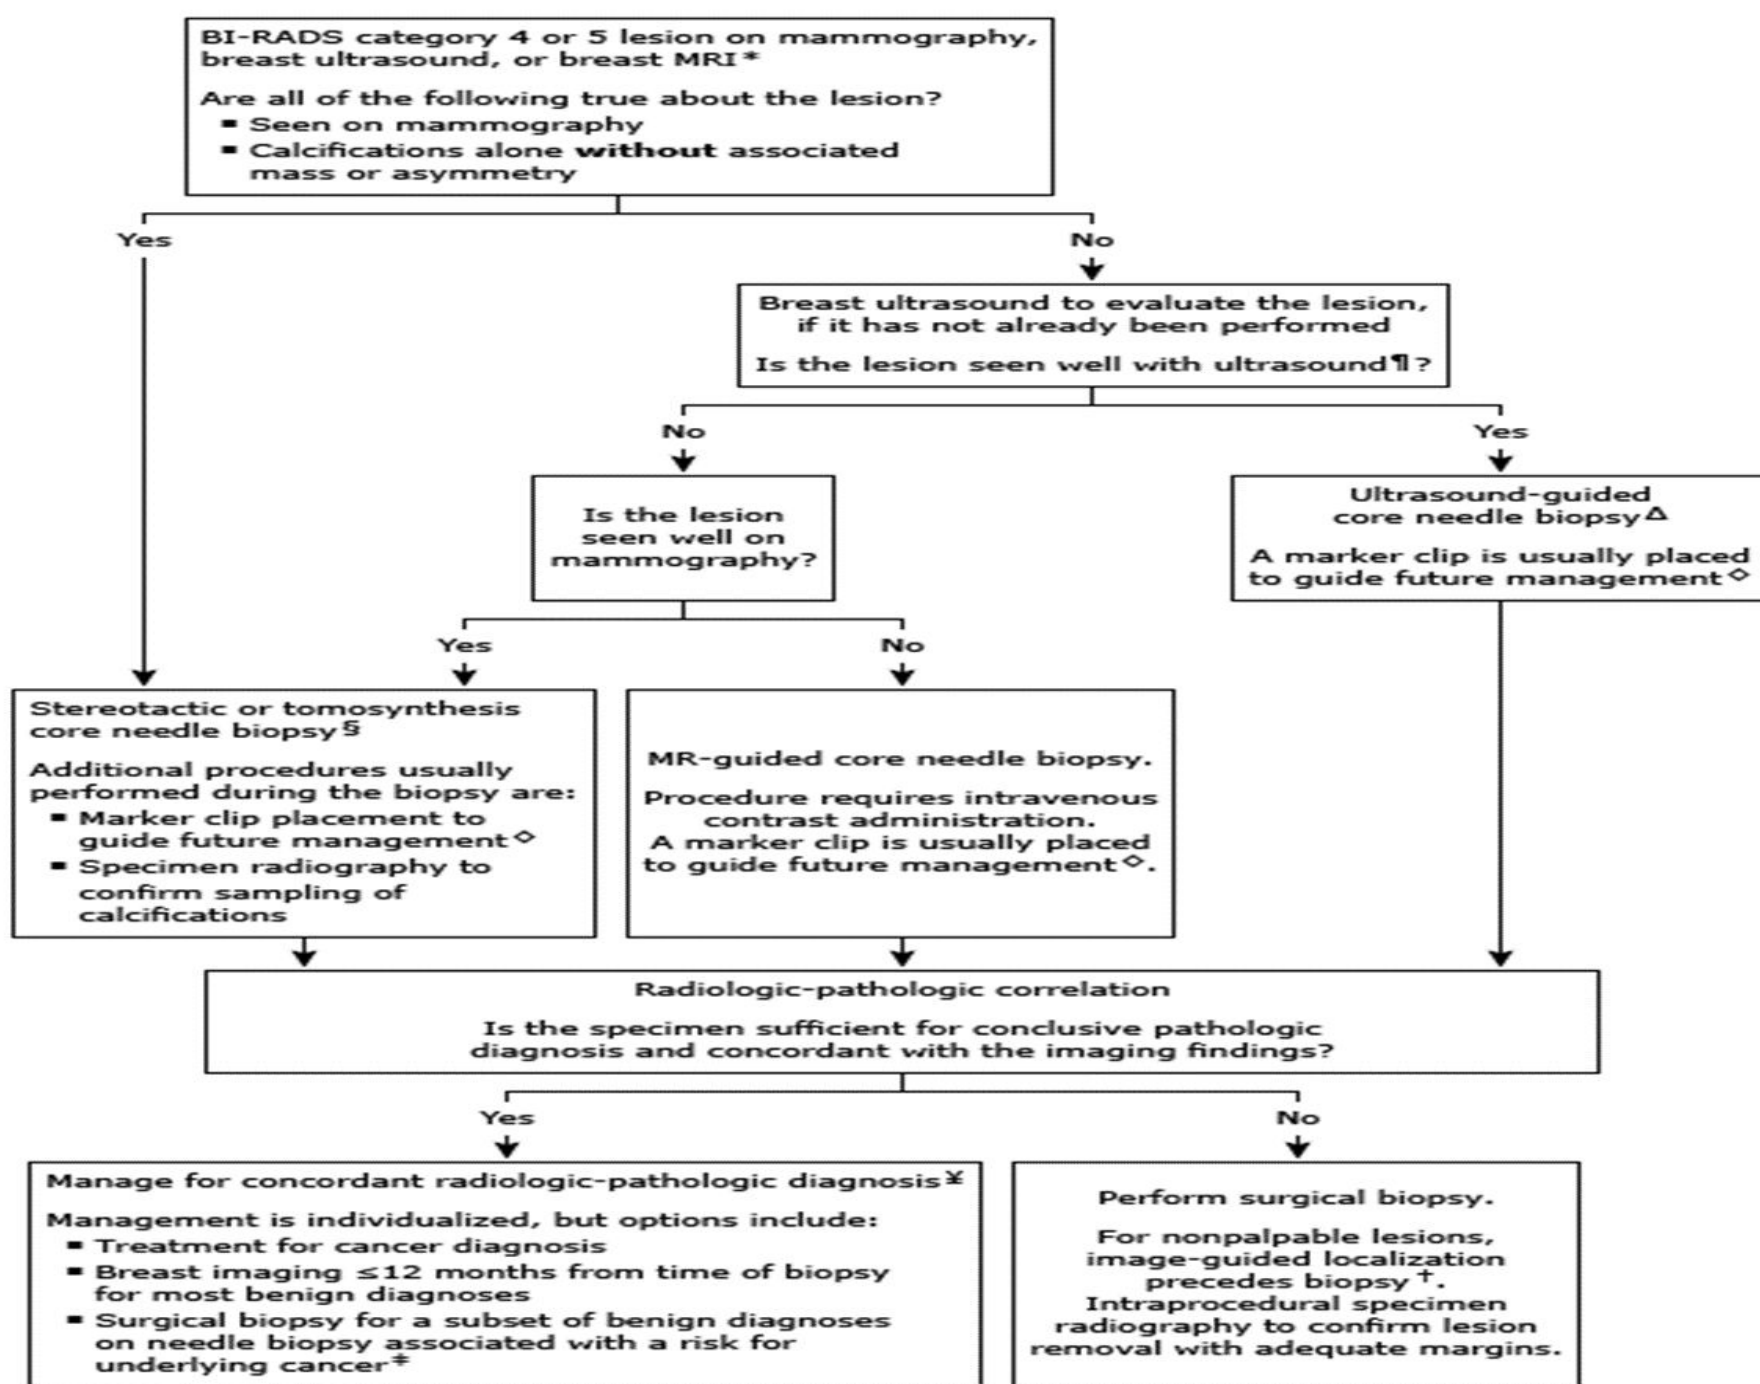 BI-RADS category 4 or 5 lesion on mammography,
breast ultrasound, or breast MRI*
Are all of the following true about the lesion?
▪ Seen on mammography
▪ Calcifications alone without associated
mass or asymmetry
Yes
No
Breast ultrasound to evaluate the lesion,
if it has not already been performed
Is the lesion seen well with ultrasound¶?
No
Yes
Is the lesion
seen well on
mammography?
Ultrasound-guided
core needle biopsyΔ
A marker clip is usually placed
to guide future management◇
Yes
No
Stereotactic or tomosynthesis
core needle biopsy§
Additional procedures usually
performed during the biopsy are:
▪ Marker clip placement to
guide future management◇
▪ Specimen radiography to
confirm sampling of
calcifications
MR-guided core needle biopsy.
Procedure requires intravenous
contrast administration.
A marker clip is usually placed
to guide future management◇.
Radiologic-pathologic correlation
Is the specimen sufficient for conclusive pathologic
diagnosis and concordant with the imaging findings?
Yes
No
Manage for concordant radiologic-pathologic diagnosis¥
Management is individualized, but options include:
▪ Treatment for cancer diagnosis
▪ Breast imaging ≤12 months from time of biopsy
for most benign diagnoses
▪ Surgical biopsy for a subset of benign diagnoses
on needle biopsy associated with a risk for
underlying cancer‡
Perform surgical biopsy.
For nonpalpable lesions,
image-guided localization
precedes biopsy†.
Intraprocedural specimen
radiography to confirm lesion
removal with adequate margins.